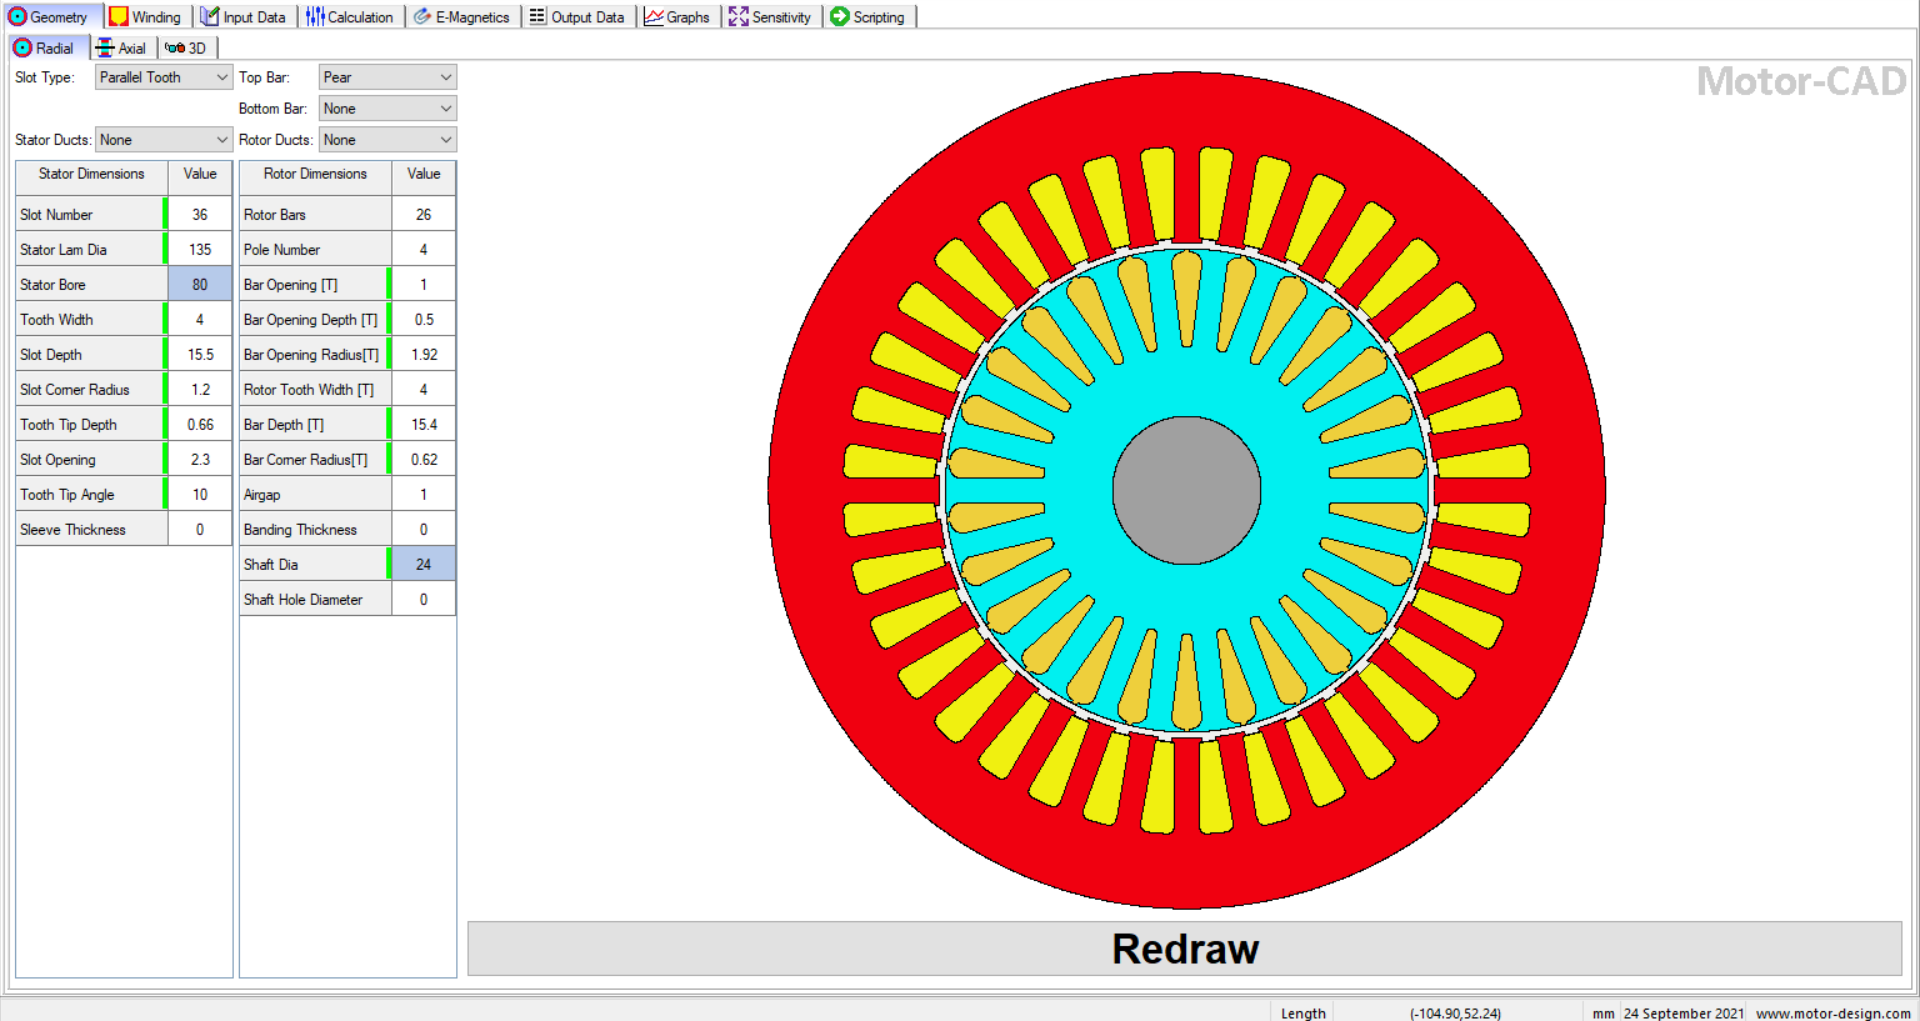 Geometry Winding Input Data Calculation E-Magnetics Output Data Graphs Sensitivity Scripting
Radial Axial 3D
Slot Type: Parallel Tooth Top Bar: Pear
Bottom Bar: None
Stator Ducts: None Rotor Ducts: None
Stator Dimensions Value Rotor Dimensions Value
Slot Number 36 Rotor Bars 26
Stator Lam Dia 135 Pole Number 4
Stator Bore 80 Bar Opening [T] 1
Tooth Width 4 Bar Opening Depth [T] 0.5
Slot Depth 15.5 Bar Opening Radius[T] 1.92
Slot Corner Radius 1.2 Rotor Tooth Width [T] 4
Tooth Tip Depth 0.66 Bar Depth [T] 15.4
Slot Opening 2.3 Bar Corner Radius[T] 0.62
Tooth Tip Angle 10 Airgap 1
Sleeve Thickness 0 Banding Thickness 0
Shaft Dia 24
Shaft Hole Diameter 0
Motor-CAD
Redraw
Length (-104.90,52.24) mm 24 September 2021 www.motor-design.com